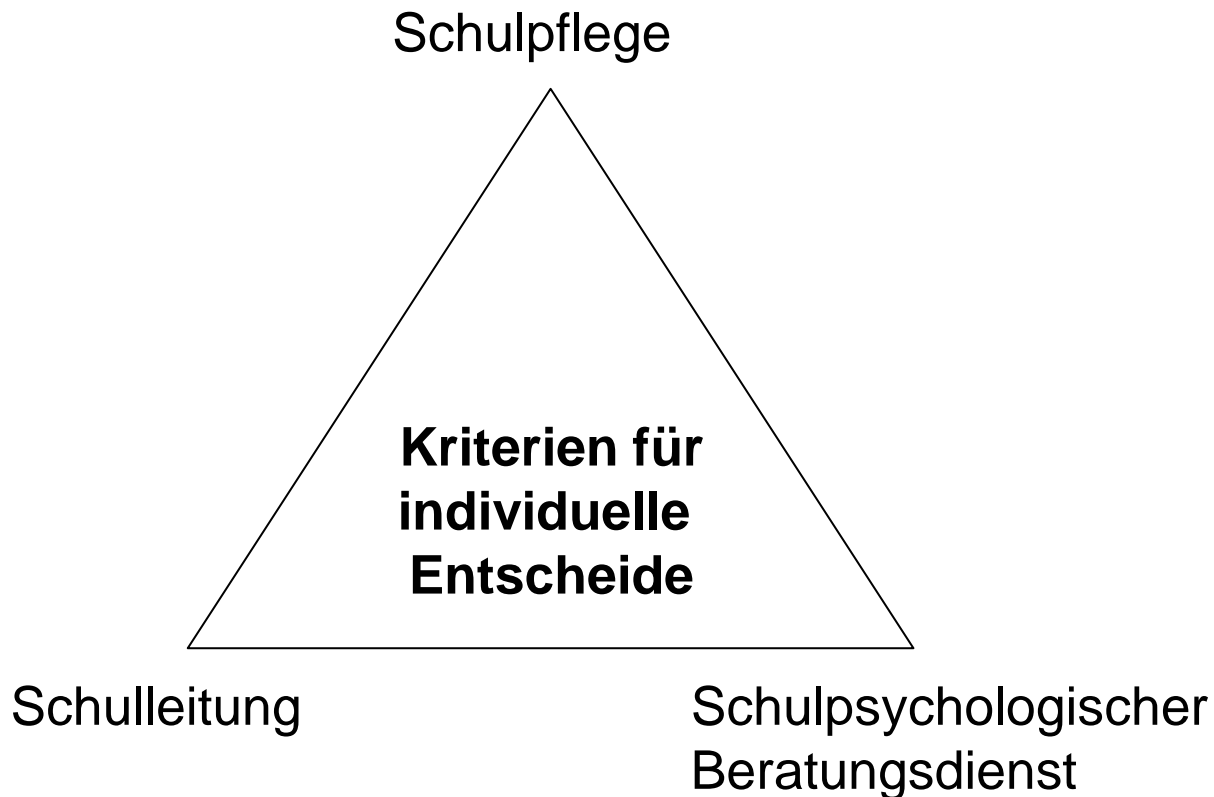 Schulpflege
Kriterien für
individuelle
Entscheide
Schulleitung
Schulpsychologischer
Beratungsdienst